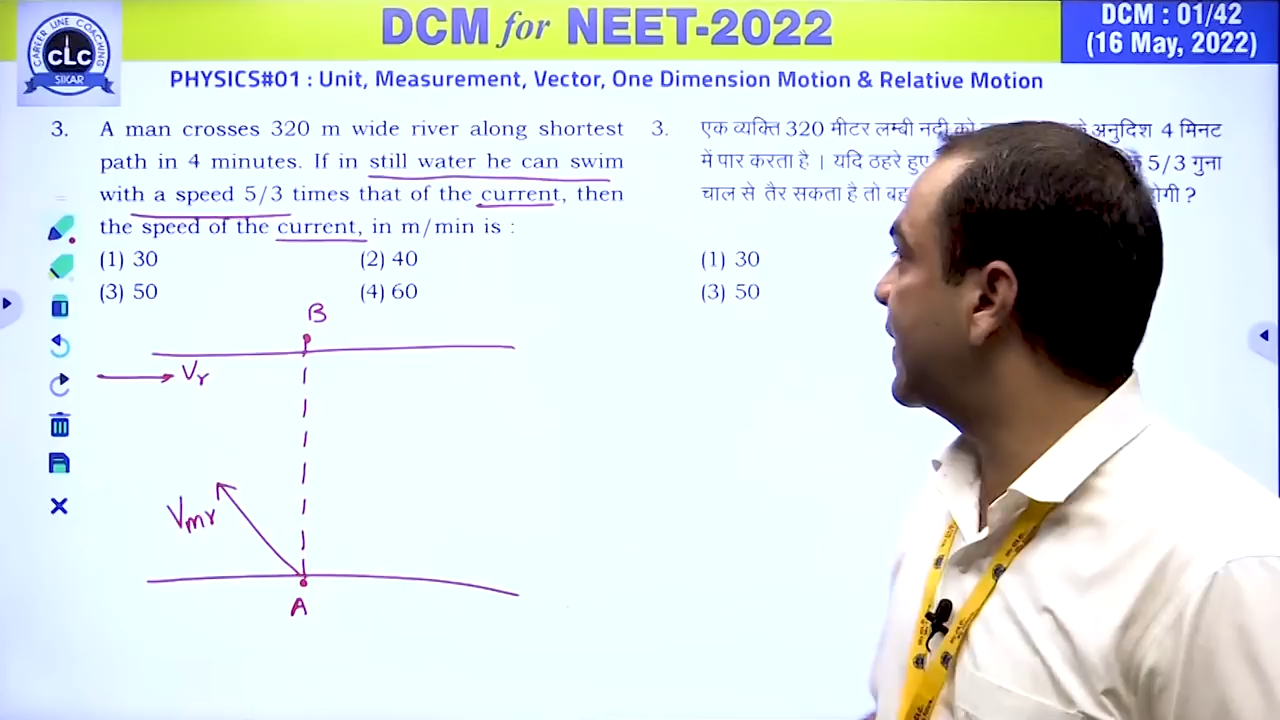 DCM for NEET-2022
DCM : 01/42
(16 May, 2022)
CAREER LINE COACHING
CLC
SIKAR
PHYSICS#01 : Unit, Measurement, Vector, One Dimension Motion & Relative Motion
3. A man crosses 320 m wide river along shortest
path in 4 minutes. If in still water he can swim
with a speed 5/3 times that of the current, then
the speed of the current, in m/min is :
(1) 30 (2) 40
(3) 50 (4) 60
3. एक व्यक्ति 320 मीटर लम्बी नदी को अनुदिश 4 मिनट
में पार करता है । यदि ठहरे हुए 5/3 गुना
चाल से तैर सकता है तो
(1) 30
(3) 50
B
Vr
Vmr
A